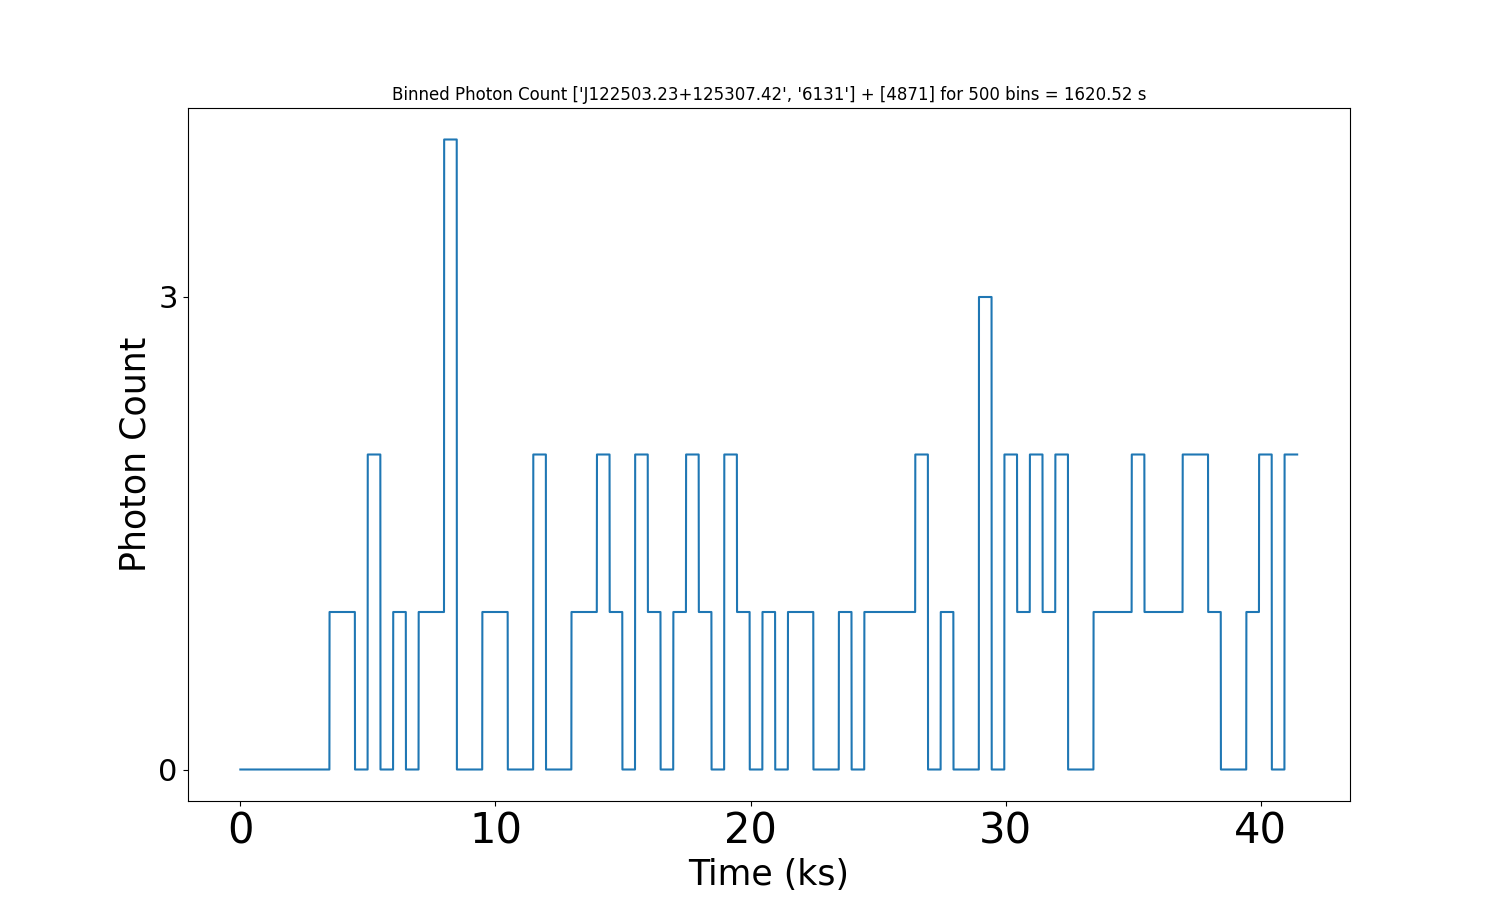 Binned Photon Count ['J122503.23+125307.42', '6131'] + [4871] for 500 bins = 1620.52 s
Photon Count
3
0
0 10 20 30 40
Time (ks)